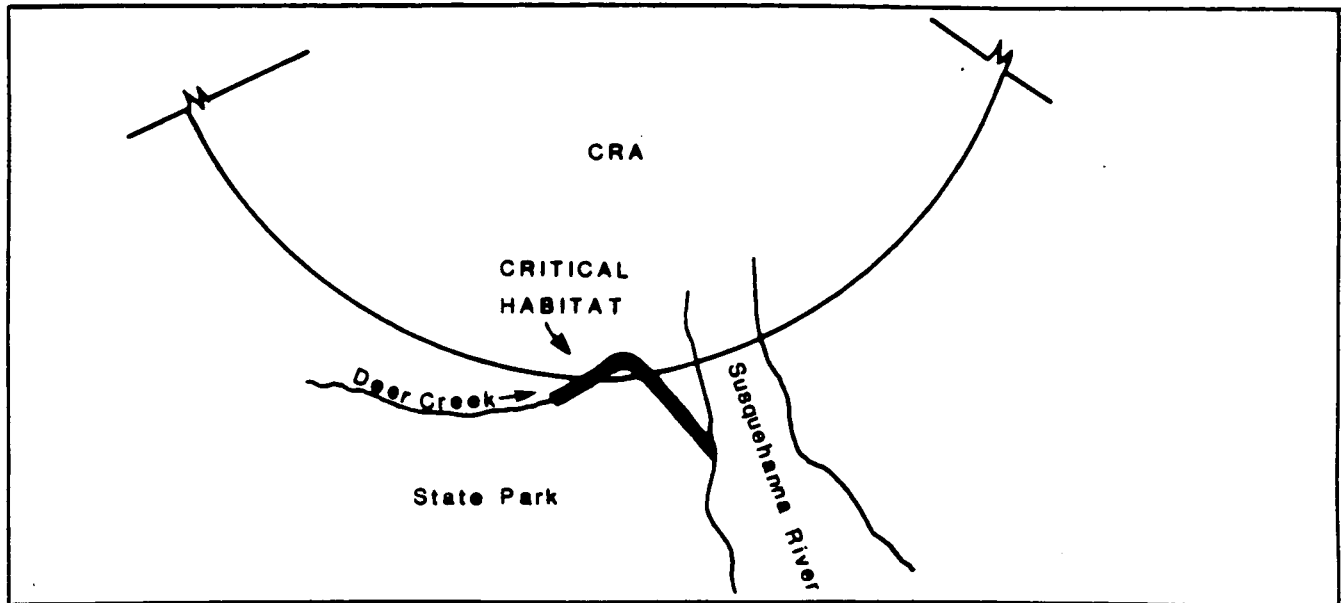 CRA
CRITICAL
HABITAT
Deer Creek
Susquehanna River
State Park